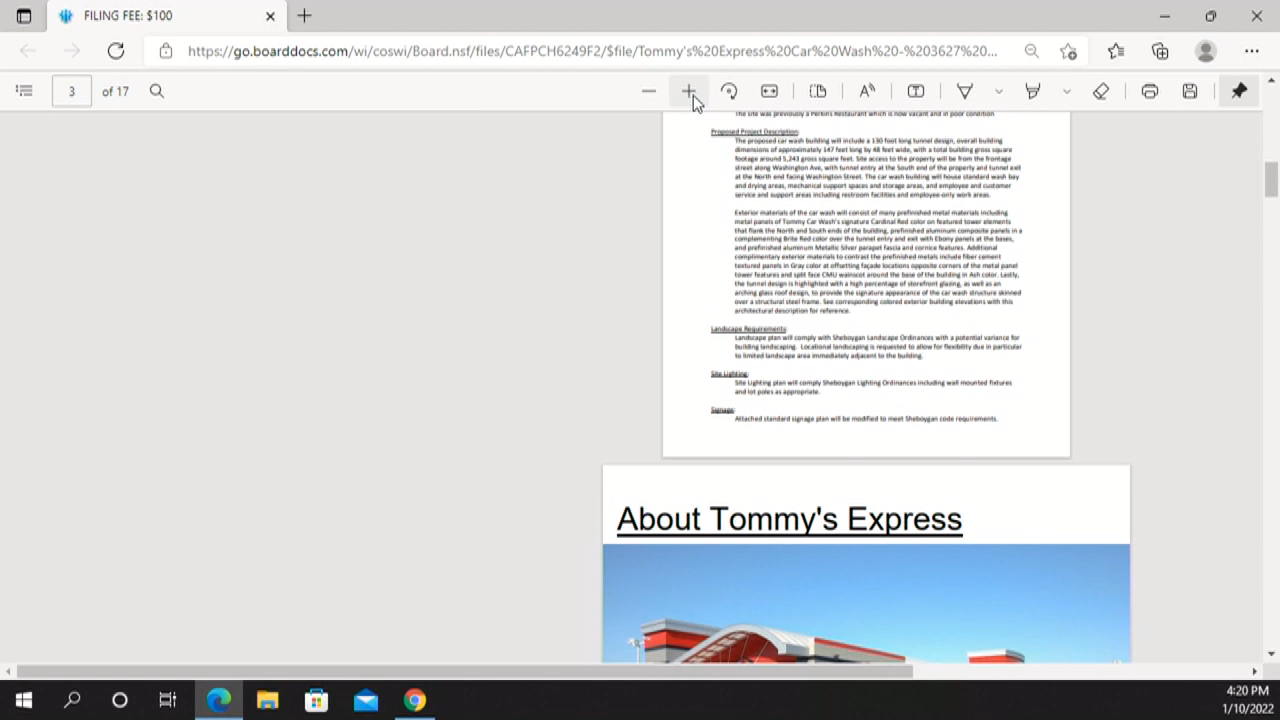 FILING FEE: $100
https://go.boarddocs.com/wi/coswi/Board.nsf/files/CAFPCH6249F2/$file/Tommy's%20Express%20Car%20Wash%20-%203627%20...
3 of 17
The site was previously a Perkins Restaurant which is now vacant and in poor condition
Proposed Project Description:
The proposed car wash building will include a 130 foot long tunnel design, overall building
dimensions of approximately 147 feet long by 48 feet wide, with a total building gross square
footage around 5,243 gross square feet. Site access to the property will be from the frontage
street along Washington Ave, with tunnel entry at the South end of the property and tunnel exit
at the North end facing Washington Street. The car wash building will house standard wash bay
and drying areas, mechanical support spaces and storage areas, and employee and customer
service and support areas including restroom facilities and employee-only work areas.
Exterior materials of the car wash will consist of many prefinished metal materials including
metal panels of Tommy Car Wash's signature Cardinal Red color on featured tower elements
that flank the North and South ends of the building, prefinished aluminum composite panels in a
complementing Brite Red color over the tunnel entry and exit with Ebony panels at the bases,
and prefinished aluminum Metallic Silver parapet fascia and cornice features. Additional
complimentary exterior materials to contrast the prefinished metals include fiber cement
textured panels in Gray color at offsetting façade locations opposite corners of the metal panel
tower features and split face CMU wainscot around the base of the building in Ash color. Lastly,
the tunnel design is highlighted with a high percentage of storefront glazing, as well as an
arching glass roof design, to provide the signature appearance of the car wash structure skinned
over a structural steel frame. See corresponding colored exterior building elevations with this
architectural description for reference.
Landscape Requirements:
Landscape plan will comply with Sheboygan Landscape Ordinances with a potential variance for
building landscaping. Locational landscaping is requested to allow for flexibility due in particular
to limited landscape area immediately adjacent to the building.
Site Lighting:
Site Lighting plan will comply Sheboygan Lighting Ordinances including wall mounted fixtures
and lot poles as appropriate.
Signage:
Attached standard signage plan will be modified to meet Sheboygan code requirements.
About Tommy's Express
4:20 PM
1/10/2022